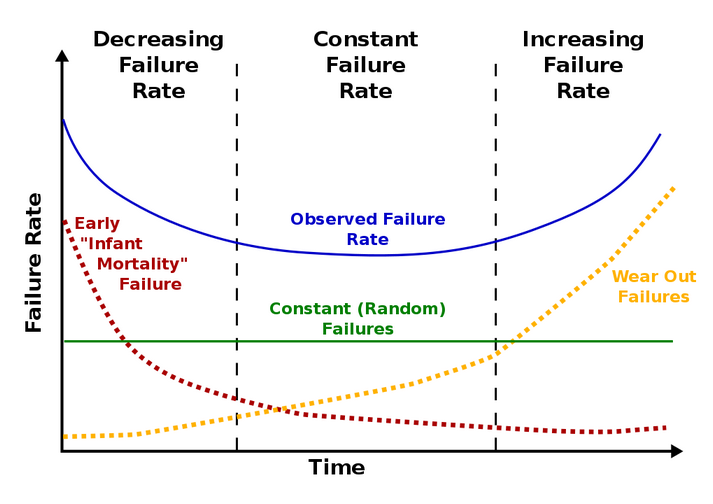 Decreasing
Failure
Rate
Constant
Failure
Rate
Increasing
Failure
Rate
Failure Rate
Early
"Infant
Mortality"
Failure
Observed Failure
Rate
Constant (Random)
Failures
Wear Out
Failures
Time